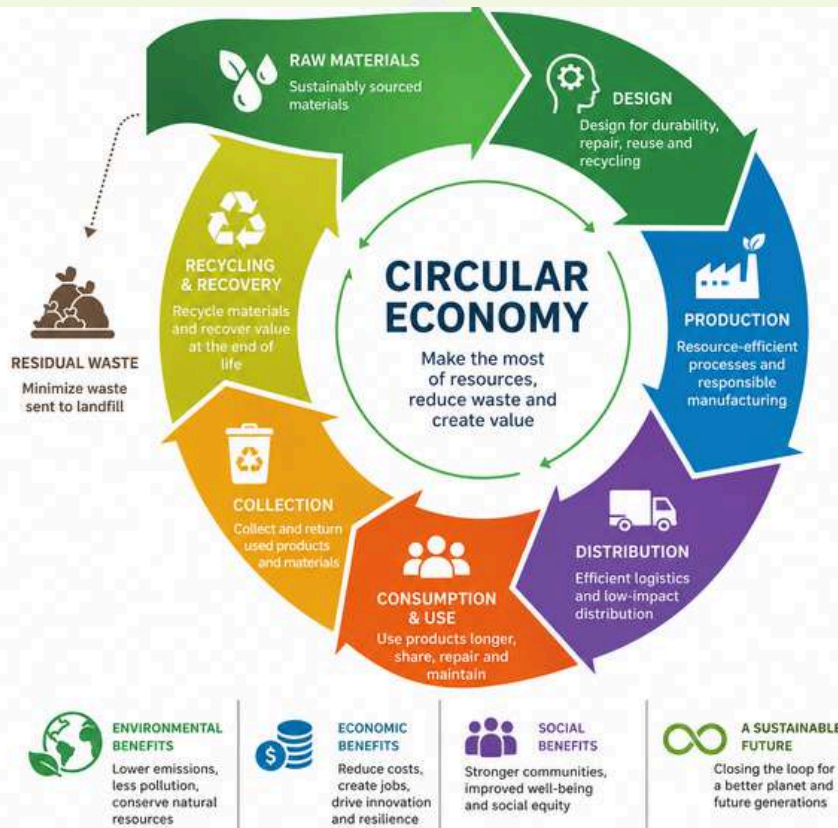 RAW MATERIALS
Sustainably sourced
materials
DESIGN
Design for durability,
repair, reuse and
recycling
PRODUCTION
Resource-efficient
processes and
responsible
manufacturing
DISTRIBUTION
Efficient logistics
and low-impact
distribution
CONSUMPTION
& USE
Use products longer,
share, repair and
maintain
COLLECTION
Collect and return
used products
and materials
RECYCLING
& RECOVERY
Recycle materials
and recover value
at the end of
life
RESIDUAL WASTE
Minimize waste
sent to landfill
CIRCULAR
ECONOMY
Make the most
of resources,
reduce waste and
create value
ENVIRONMENTAL
BENEFITS
Lower emissions,
less pollution,
conserve natural
resources
$
ECONOMIC
BENEFITS
Reduce costs,
create jobs,
drive innovation
and resilience
SOCIAL
BENEFITS
Stronger communities,
improved well-being
and social equity
A SUSTAINABLE
FUTURE
Closing the loop for
a better planet and
future generations